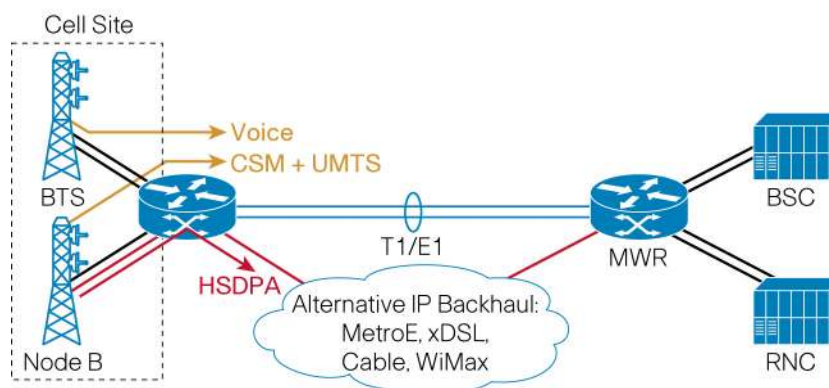 Cell Site
Voice
CSM + UMTS
BTS
BSC
T1/E1
MWR
HSDPA
Alternative IP Backhaul:
MetroE, xDSL,
Cable, WiMax
Node B
RNC